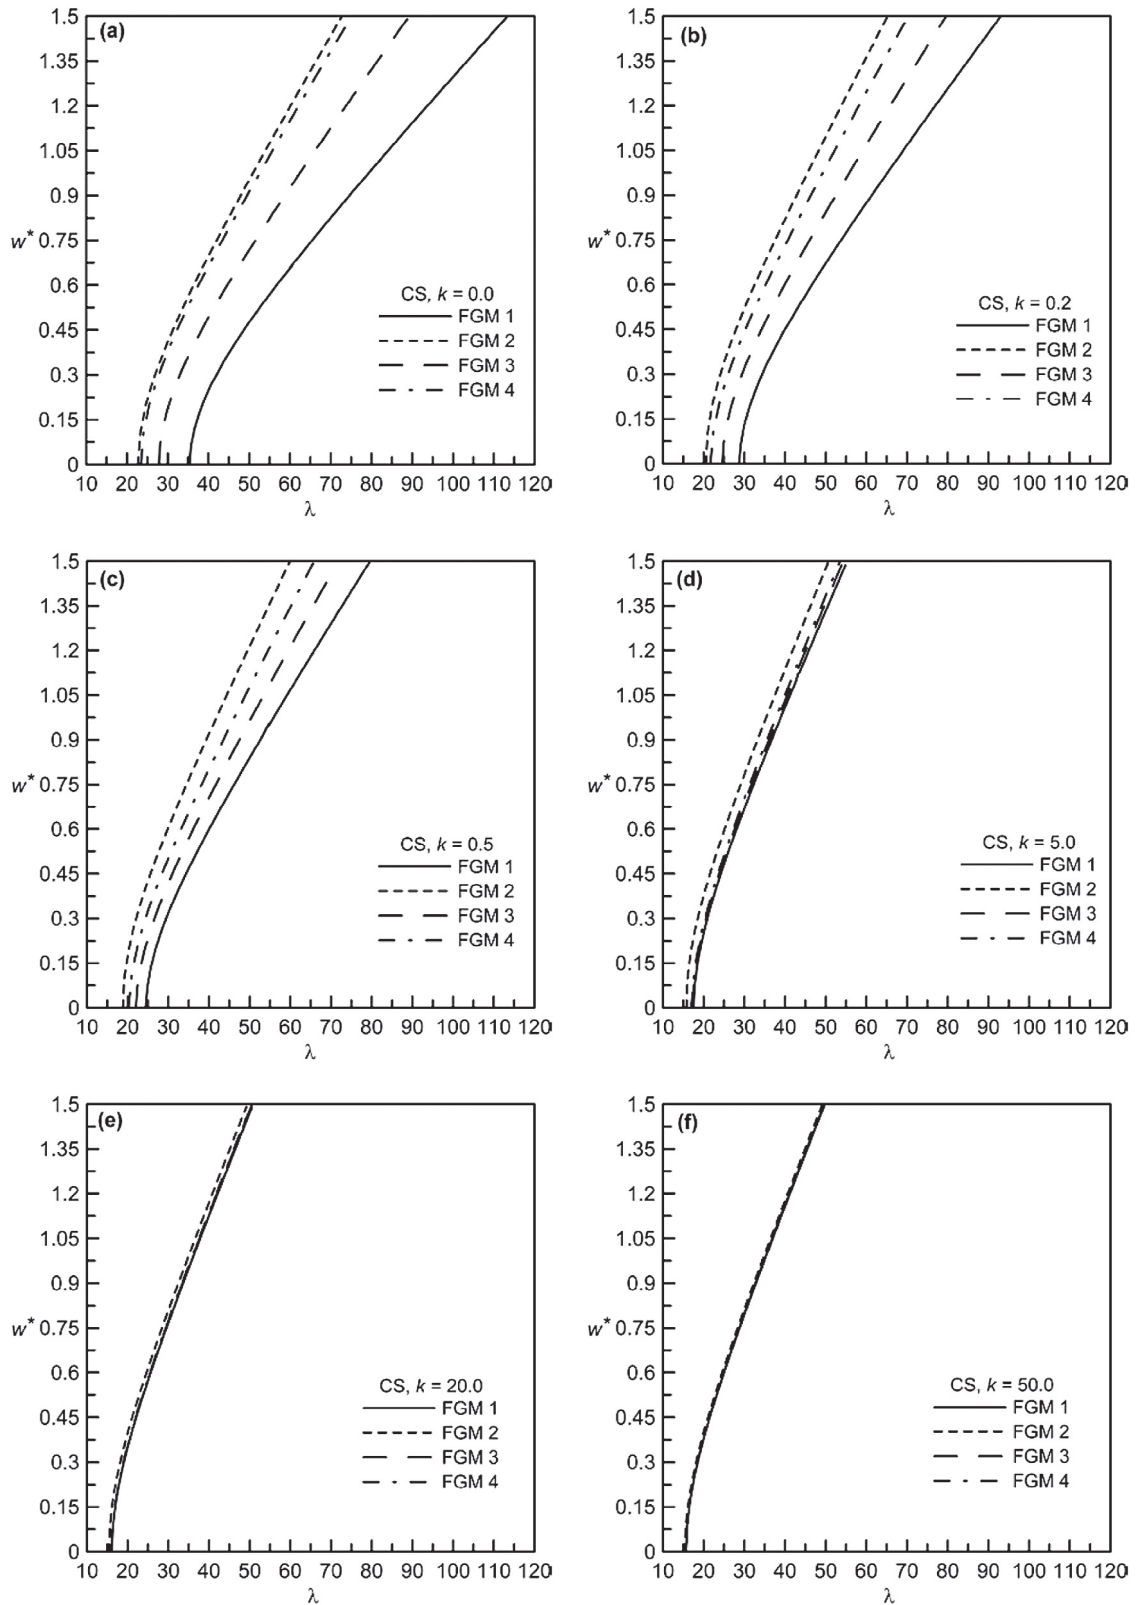 (a)
1.5
1.35
1.2
1.05
0.9
w* 0.75
0.6
0.45
0.3
0.15
0
CS, k = 0.0
FGM 1
FGM 2
FGM 3
FGM 4
10 20 30 40 50 60 70 80 90 100 110 120
λ
(b)
1.5
1.35
1.2
1.05
0.9
w* 0.75
0.6
0.45
0.3
0.15
0
CS, k = 0.2
FGM 1
FGM 2
FGM 3
FGM 4
10 20 30 40 50 60 70 80 90 100 110 120
λ
(c)
1.5
1.35
1.2
1.05
0.9
w* 0.75
0.6
0.45
0.3
0.15
0
CS, k = 0.5
FGM 1
FGM 2
FGM 3
FGM 4
10 20 30 40 50 60 70 80 90 100 110 120
λ
(d)
1.5
1.35
1.2
1.05
0.9
w* 0.75
0.6
0.45
0.3
0.15
0
CS, k = 5.0
FGM 1
FGM 2
FGM 3
FGM 4
10 20 30 40 50 60 70 80 90 100 110 120
λ
(e)
1.5
1.35
1.2
1.05
0.9
w* 0.75
0.6
0.45
0.3
0.15
0
CS, k = 20.0
FGM 1
FGM 2
FGM 3
FGM 4
10 20 30 40 50 60 70 80 90 100 110 120
λ
(f)
1.5
1.35
1.2
1.05
0.9
w* 0.75
0.6
0.45
0.3
0.15
0
CS, k = 50.0
FGM 1
FGM 2
FGM 3
FGM 4
10 20 30 40 50 60 70 80 90 100 110 120
λ